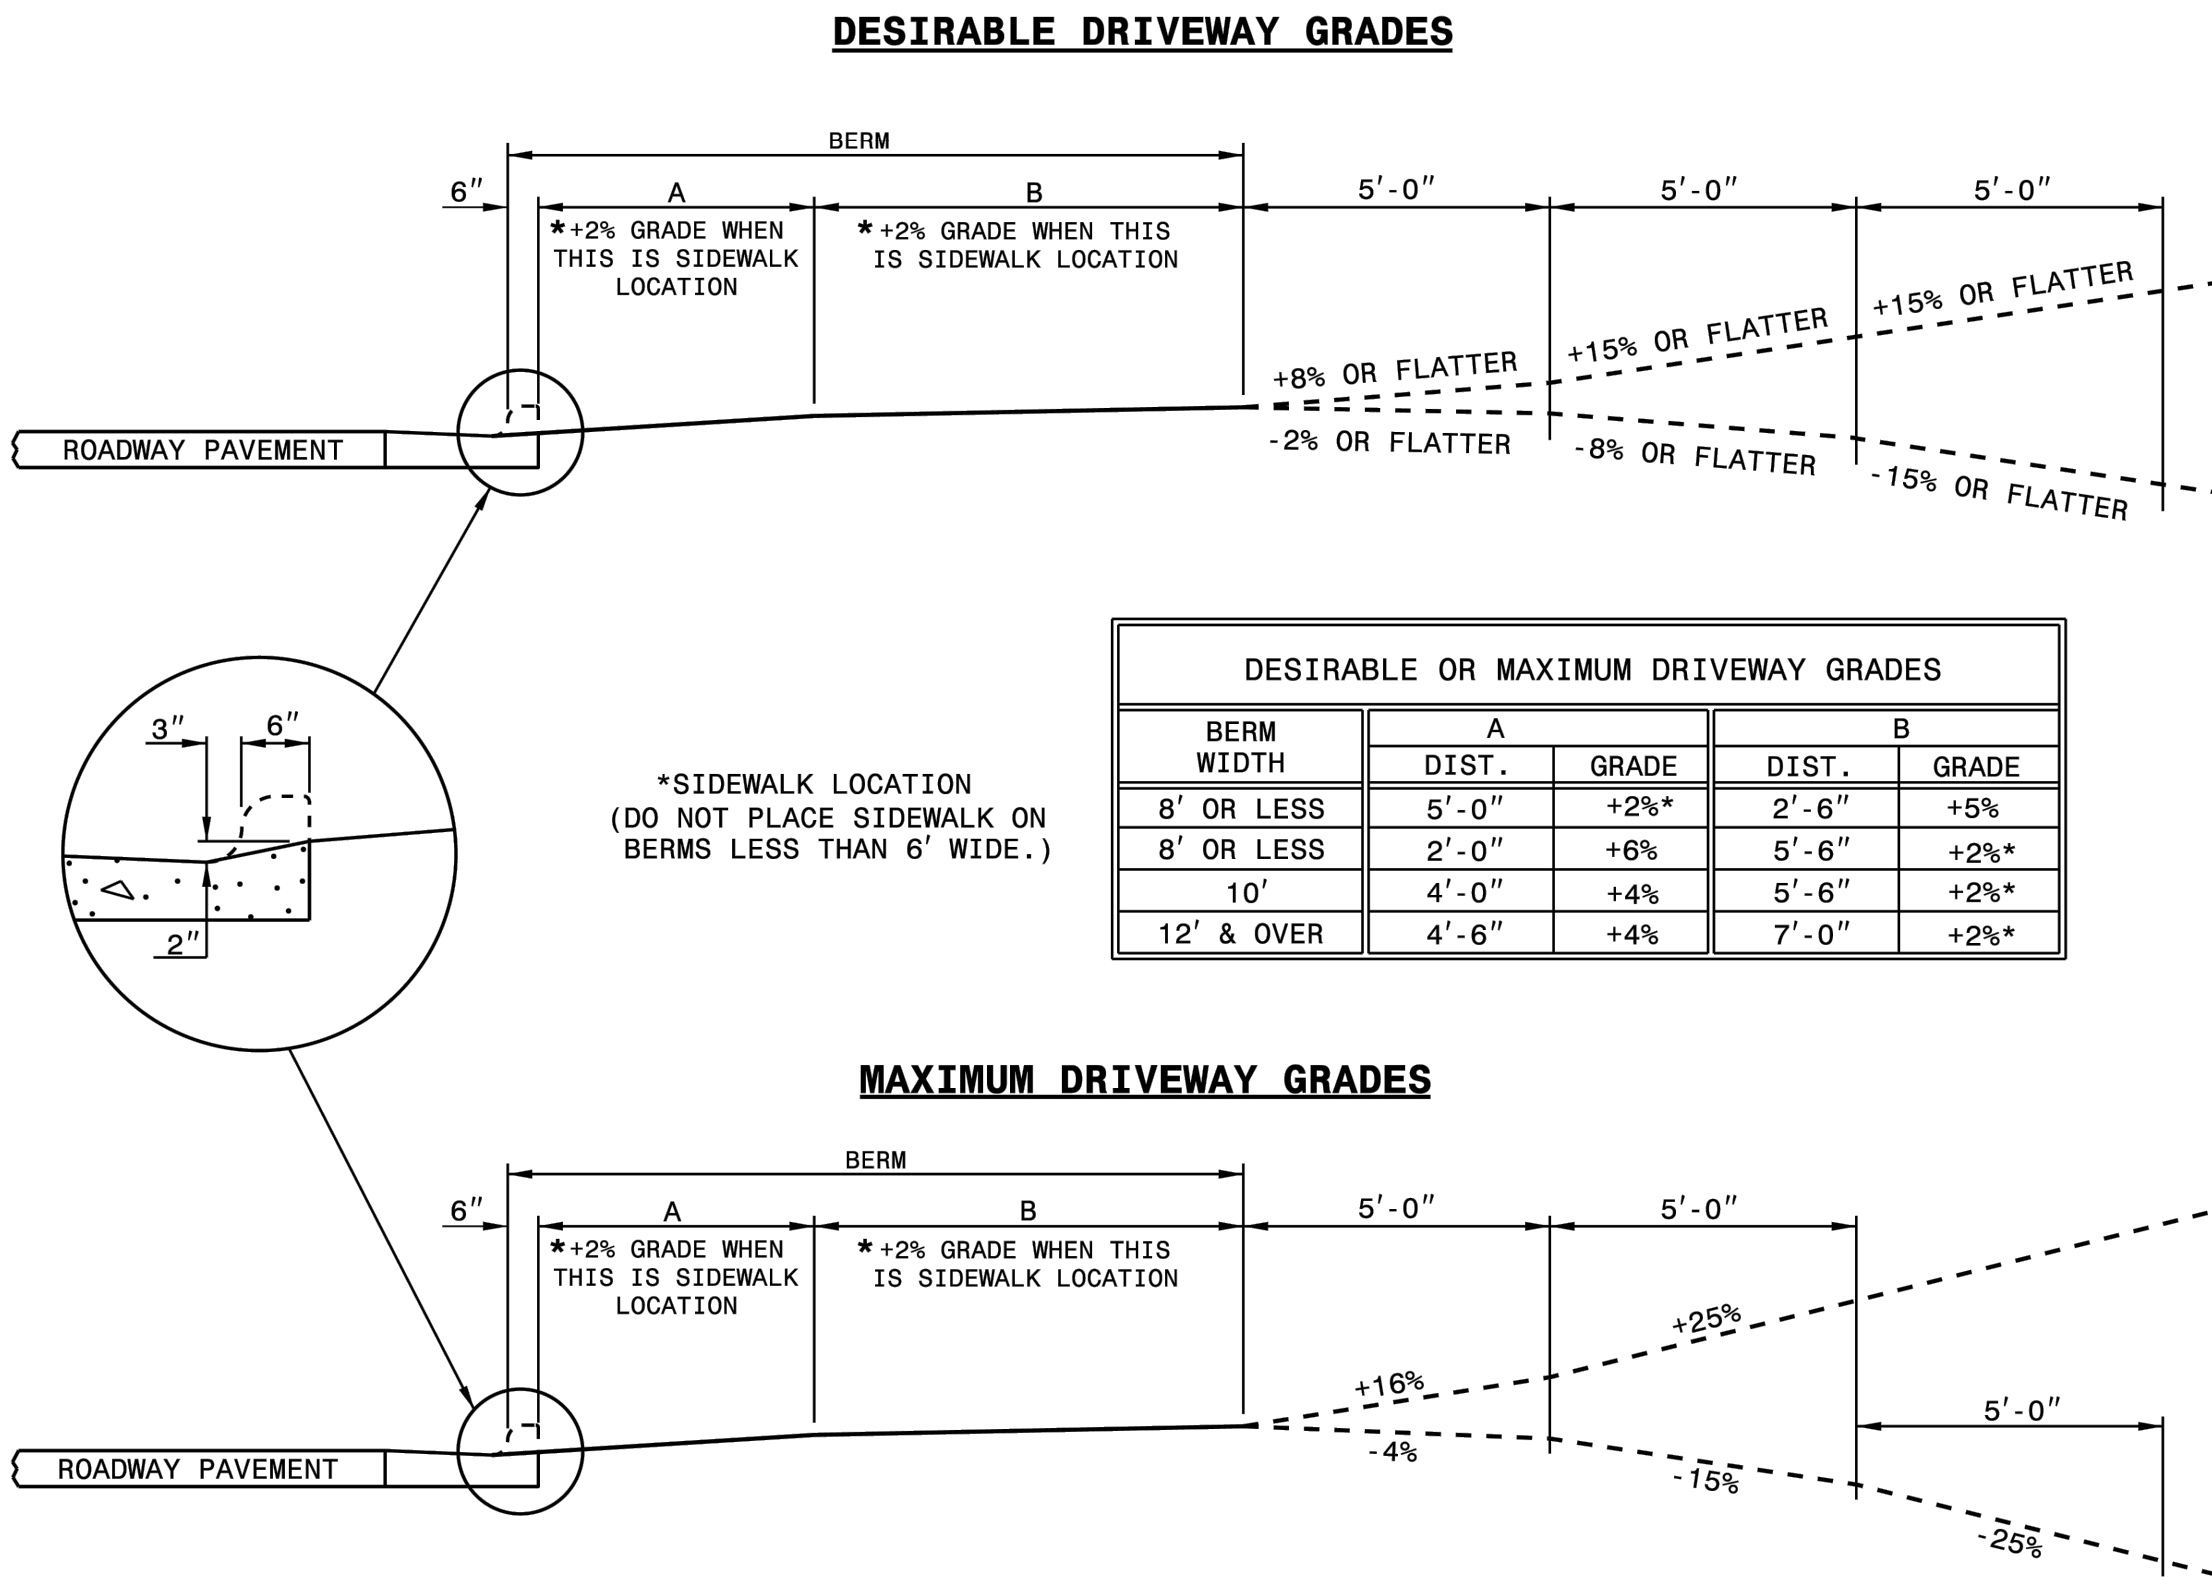 DESIRABLE DRIVEWAY GRADES
BERM
6"
A
B
5'-0"
5'-0"
5'-0"
*+2% GRADE WHEN
THIS IS SIDEWALK
LOCATION
*+2% GRADE WHEN THIS
IS SIDEWALK LOCATION
+8% OR FLATTER
+15% OR FLATTER
+15% OR FLATTER
-2% OR FLATTER
-8% OR FLATTER
-15% OR FLATTER
ROADWAY PAVEMENT
3"
6"
2"
*SIDEWALK LOCATION
(DO NOT PLACE SIDEWALK ON
BERMS LESS THAN 6' WIDE.)
DESIRABLE OR MAXIMUM DRIVEWAY GRADES
BERM
WIDTH
A
B
DIST. GRADE DIST. GRADE
8' OR LESS 5'-0" +2%* 2'-6" +5%
8' OR LESS 2'-0" +6% 5'-6" +2%*
10' 4'-0" +4% 5'-6" +2%*
12' & OVER 4'-6" +4% 7'-0" +2%*
MAXIMUM DRIVEWAY GRADES
BERM
6"
A
B
5'-0"
5'-0"
*+2% GRADE WHEN
THIS IS SIDEWALK
LOCATION
*+2% GRADE WHEN THIS
IS SIDEWALK LOCATION
+16%
+25%
5'-0"
-4%
-15%
-25%
ROADWAY PAVEMENT